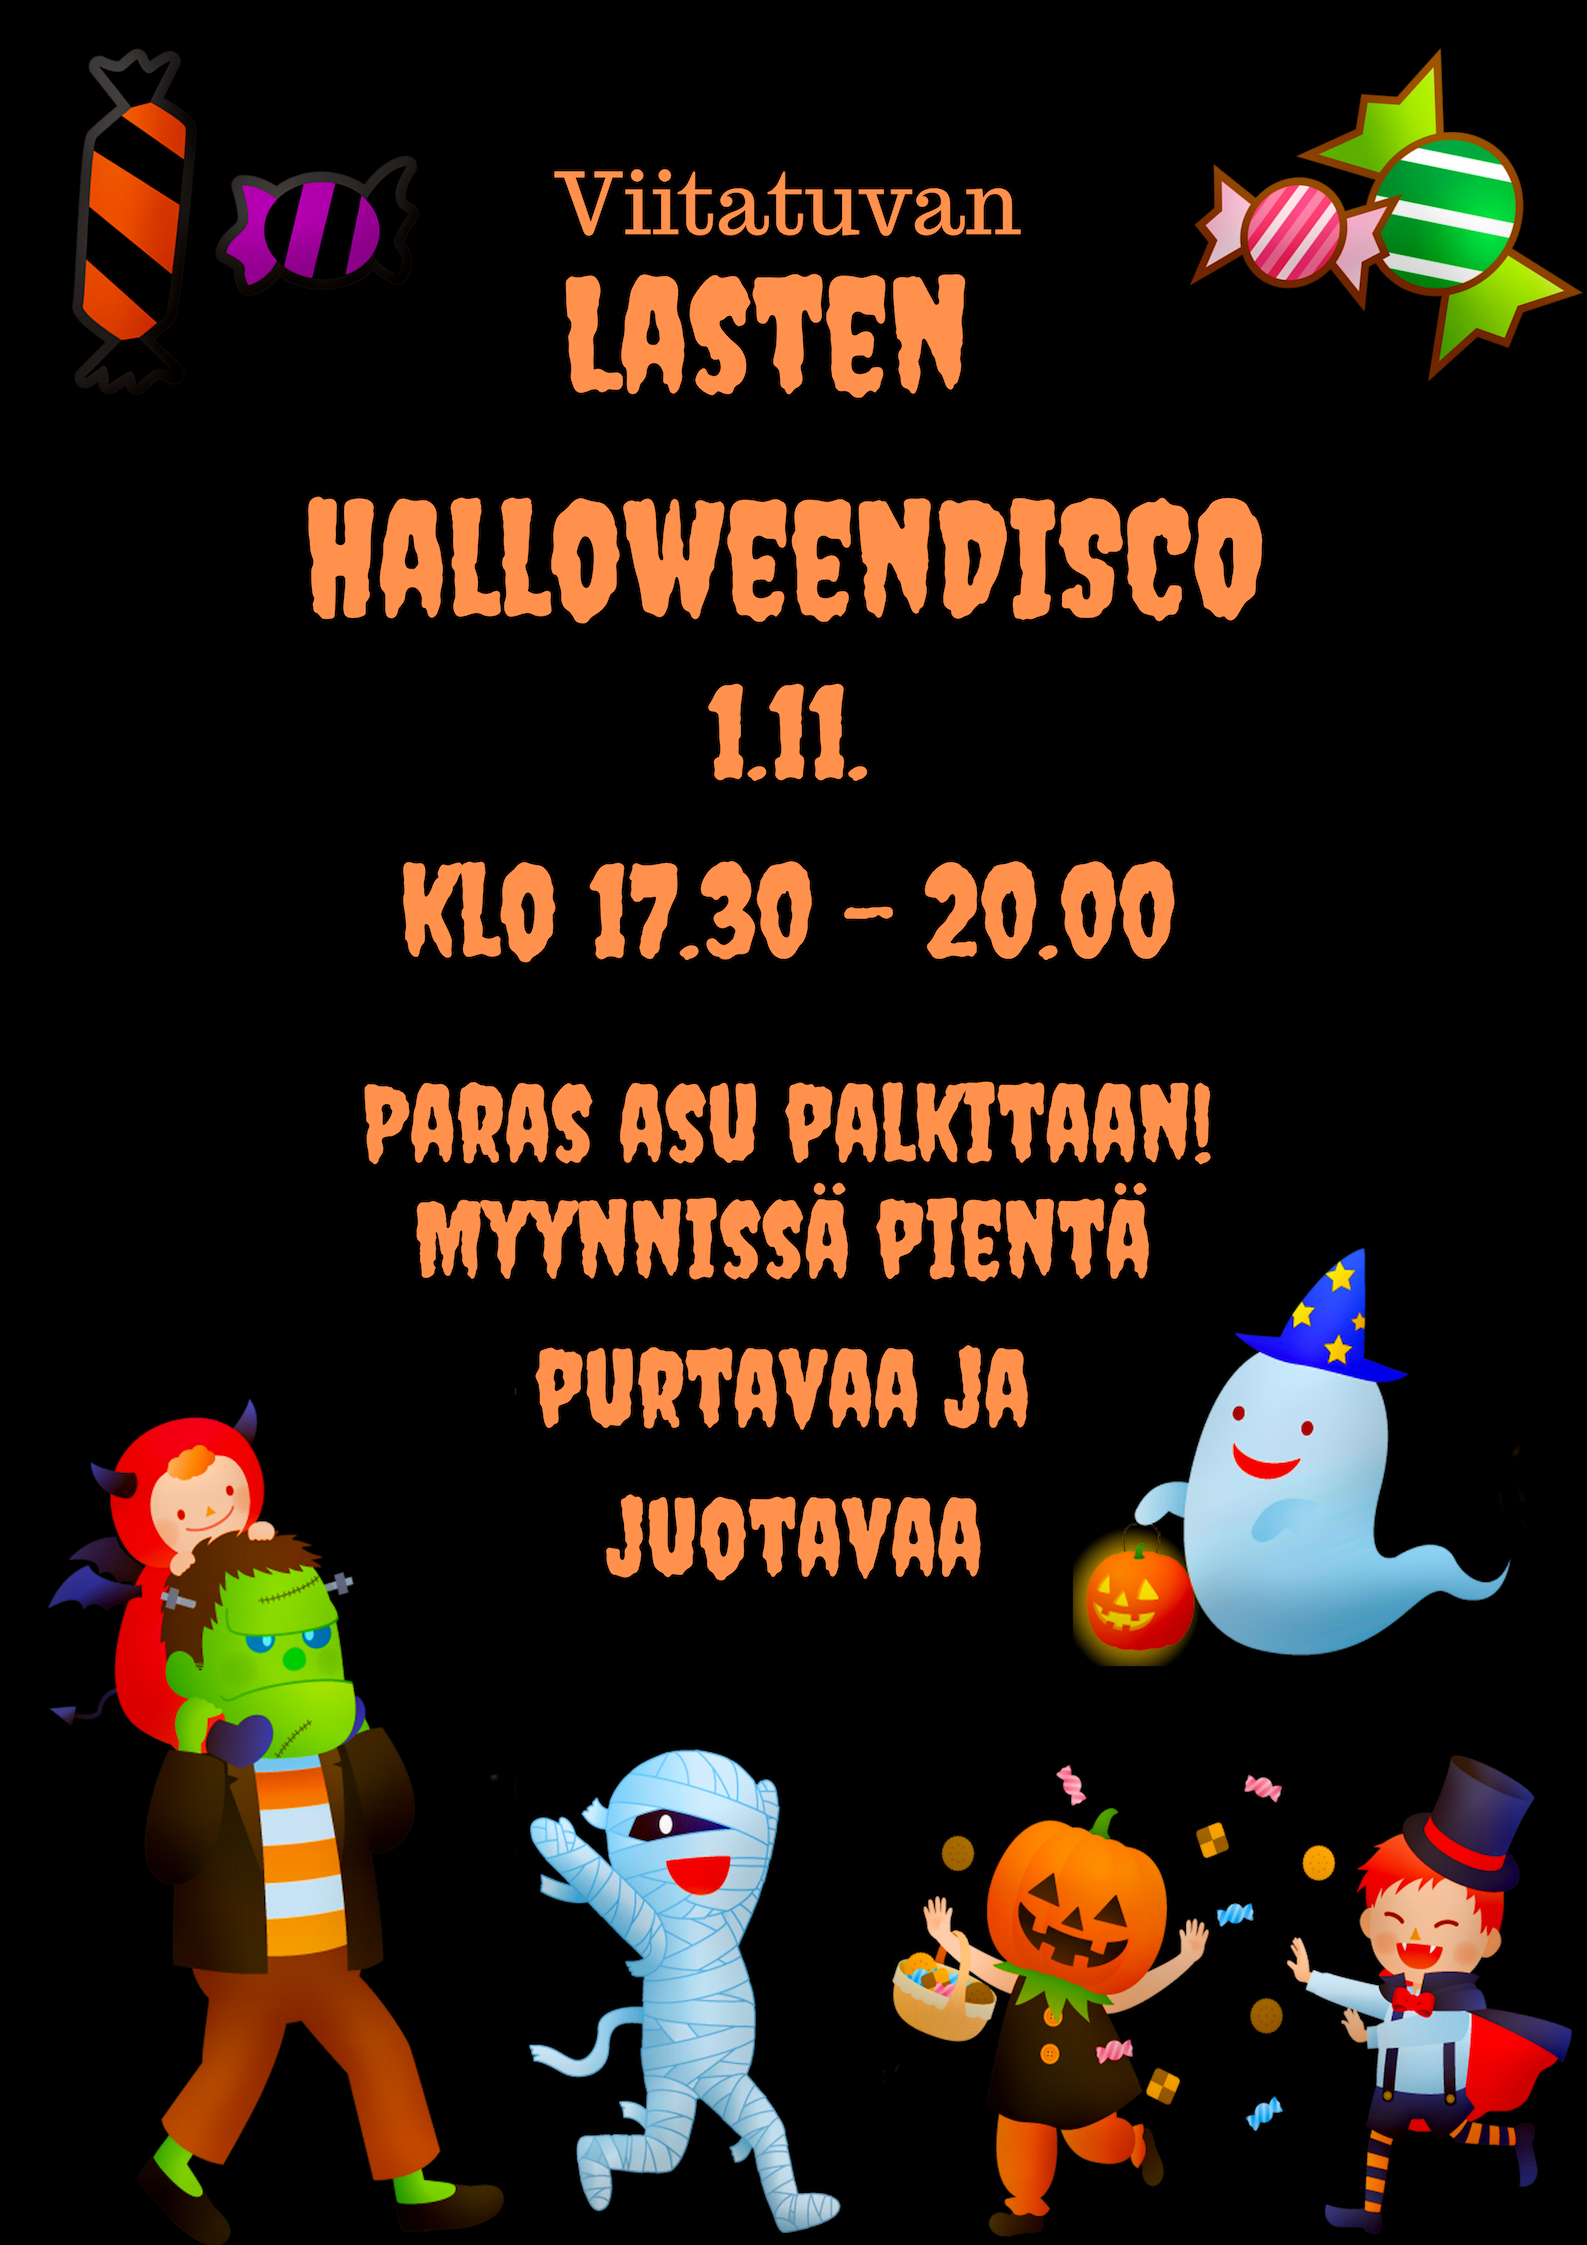 Viitatuvan
LASTEN
HALLOWEENDISCO
1.11.
KLO 17.30 - 20.00
PARAS ASU PALKITAAN!
MYYNNISSÄ PIENTÄ
PURTAVAA JA
JUOTAVAA